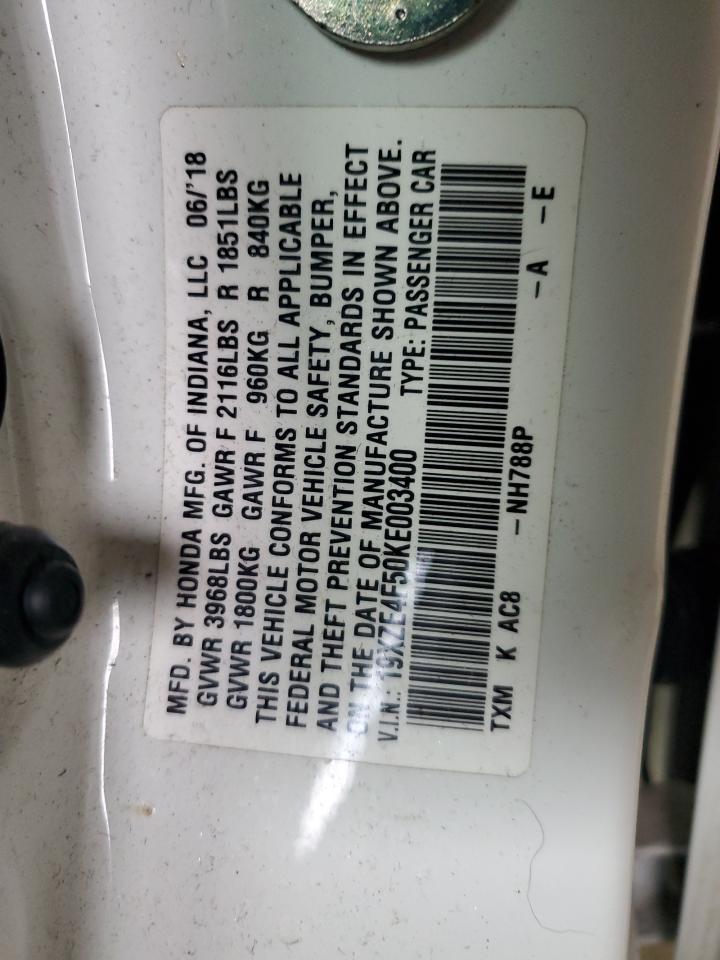 MFD. BY HONDA MFG. OF INDIANA, LLC 06/'18
GVWR 3968LBS GAWR F 2116LBS R 1851LBS
GVWR 1800KG GAWR F 960KG R 840KG
THIS VEHICLE CONFORMS TO ALL APPLICABLE
FEDERAL MOTOR VEHICLE SAFETY, BUMPER,
AND THEFT PREVENTION STANDARDS IN EFFECT
ON THE DATE OF MANUFACTURE SHOWN ABOVE.
V.I.N.: 19XZE4F50KE003400 TYPE: PASSENGER CAR
TXM K AC8 -NH788P -A -E